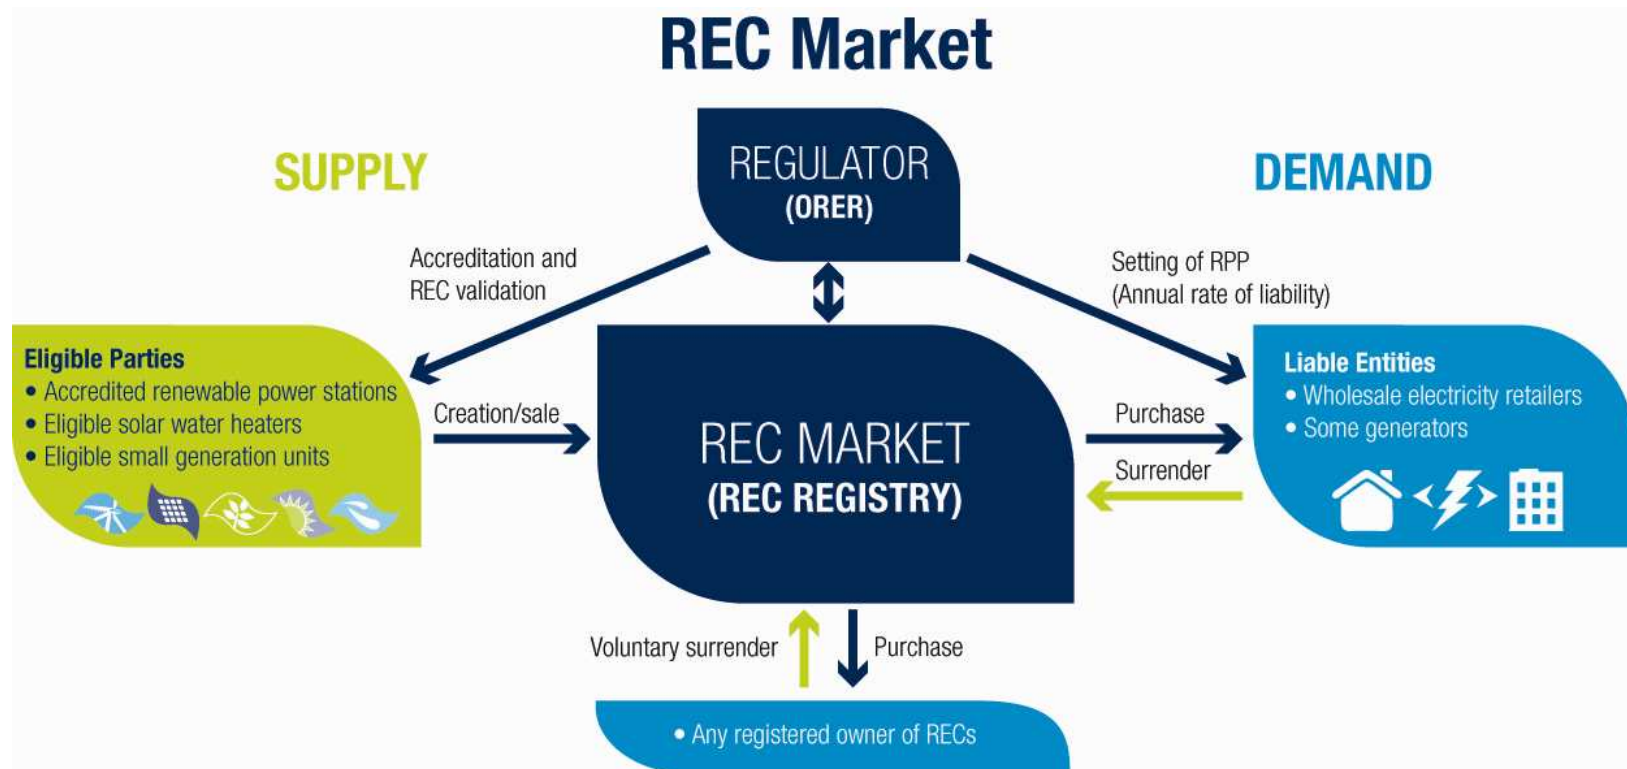 REC Market
SUPPLY
REGULATOR
(ORER)
DEMAND
Accreditation and
REC validation
Setting of RPP
(Annual rate of liability)
Eligible Parties
• Accredited renewable power stations
• Eligible solar water heaters
• Eligible small generation units
Creation/sale
REC MARKET
(REC REGISTRY)
Purchase
Surrender
Liable Entities
• Wholesale electricity retailers
• Some generators
Voluntary surrender
Purchase
• Any registered owner of RECs